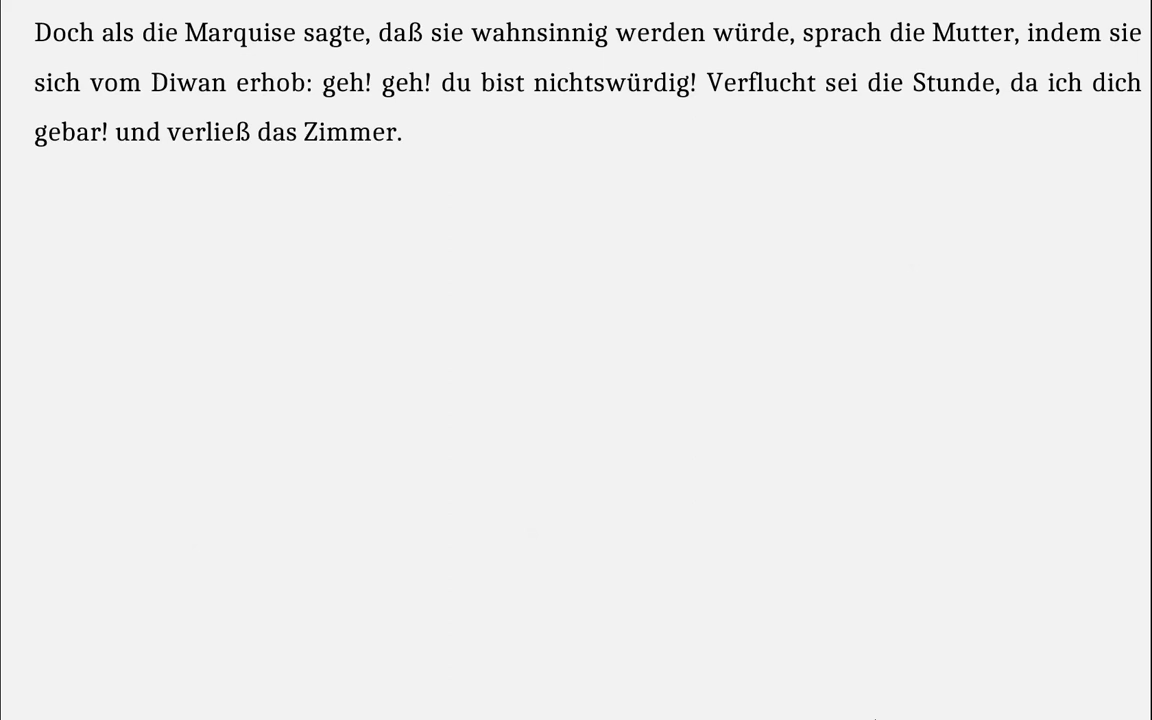 Doch als die Marquise sagte, daß sie wahnsinnig werden würde, sprach die Mutter, indem sie
sich vom Diwan erhob: geh! geh! du bist nichtswürdig! Verflucht sei die Stunde, da ich dich
gebar! und verließ das Zimmer.